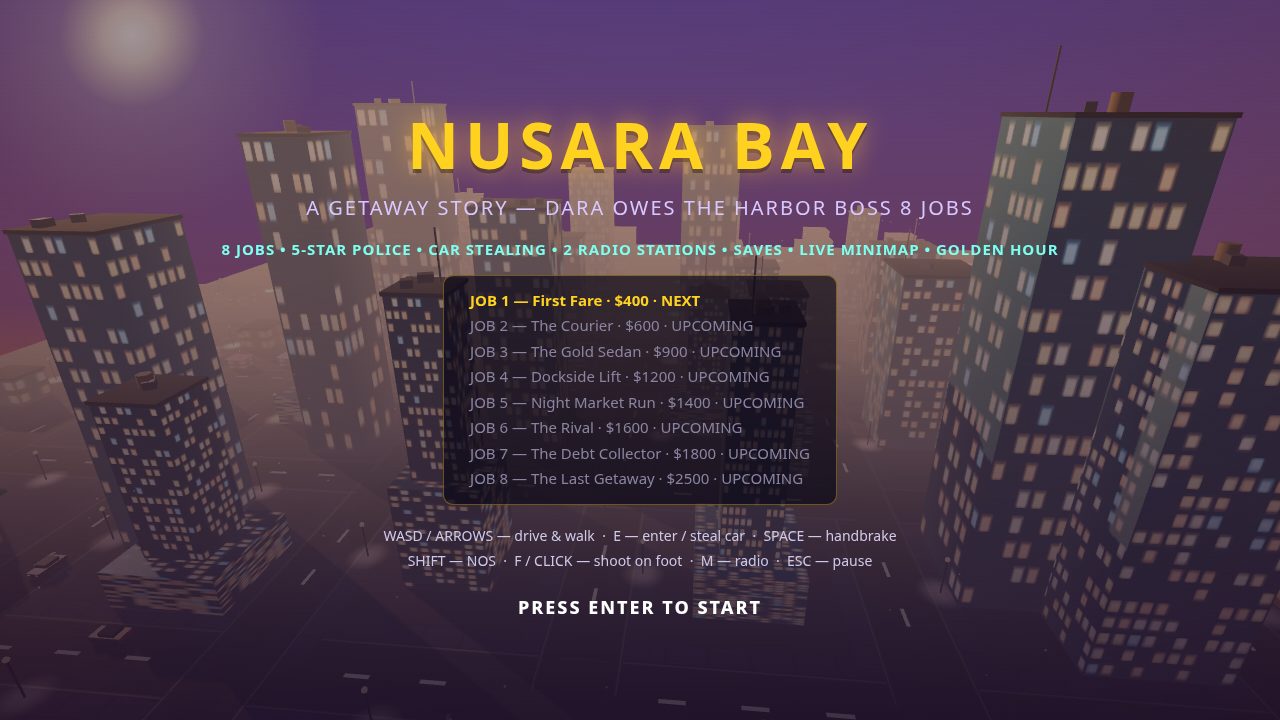 NUSARA BAY
A GETAWAY STORY — DARA OWES THE HARBOR BOSS 8 JOBS
8 JOBS • 5-STAR POLICE • CAR STEALING • 2 RADIO STATIONS • SAVES • LIVE MINIMAP • GOLDEN HOUR
JOB 1 — First Fare · $400 · NEXT
JOB 2 — The Courier · $600 · UPCOMING
JOB 3 — The Gold Sedan · $900 · UPCOMING
JOB 4 — Dockside Lift · $1200 · UPCOMING
JOB 5 — Night Market Run · $1400 · UPCOMING
JOB 6 — The Rival · $1600 · UPCOMING
JOB 7 — The Debt Collector · $1800 · UPCOMING
JOB 8 — The Last Getaway · $2500 · UPCOMING
WASD / ARROWS — drive & walk · E — enter / steal car · SPACE — handbrake
SHIFT — NOS · F / CLICK — shoot on foot · M — radio · ESC — pause
PRESS ENTER TO START